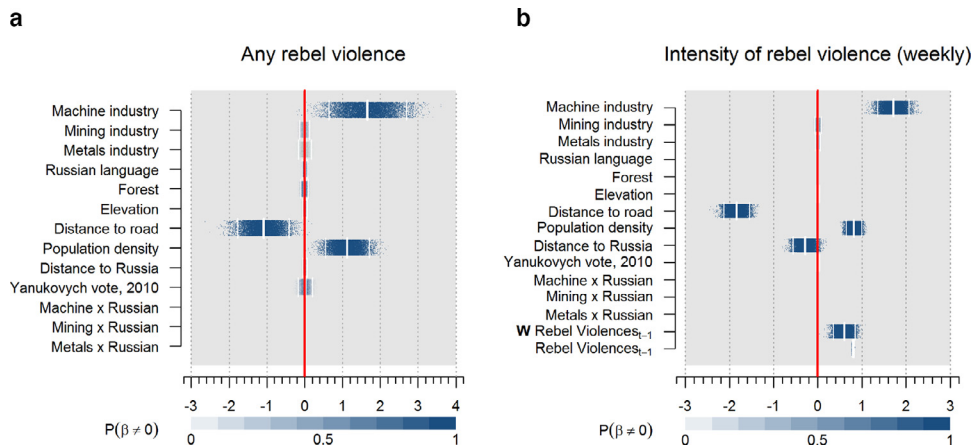 a
Any rebel violence
Machine industry
Mining industry
Metals industry
Russian language
Forest
Elevation
Distance to road
Population density
Distance to Russia
Yanukovych vote, 2010
Machine x Russian
Mining x Russian
Metals x Russian
-3 -2 -1 0 1 2 3 4
P(β ≠ 0)
0 0.5 1
b
Intensity of rebel violence (weekly)
Machine industry
Mining industry
Metals industry
Russian language
Forest
Elevation
Distance to road
Population density
Distance to Russia
Yanukovych vote, 2010
Machine x Russian
Mining x Russian
Metals x Russian
W Rebel Violences t−1
Rebel Violences t−1
-3 -2 -1 0 1 2 3
P(β ≠ 0)
0 0.5 1